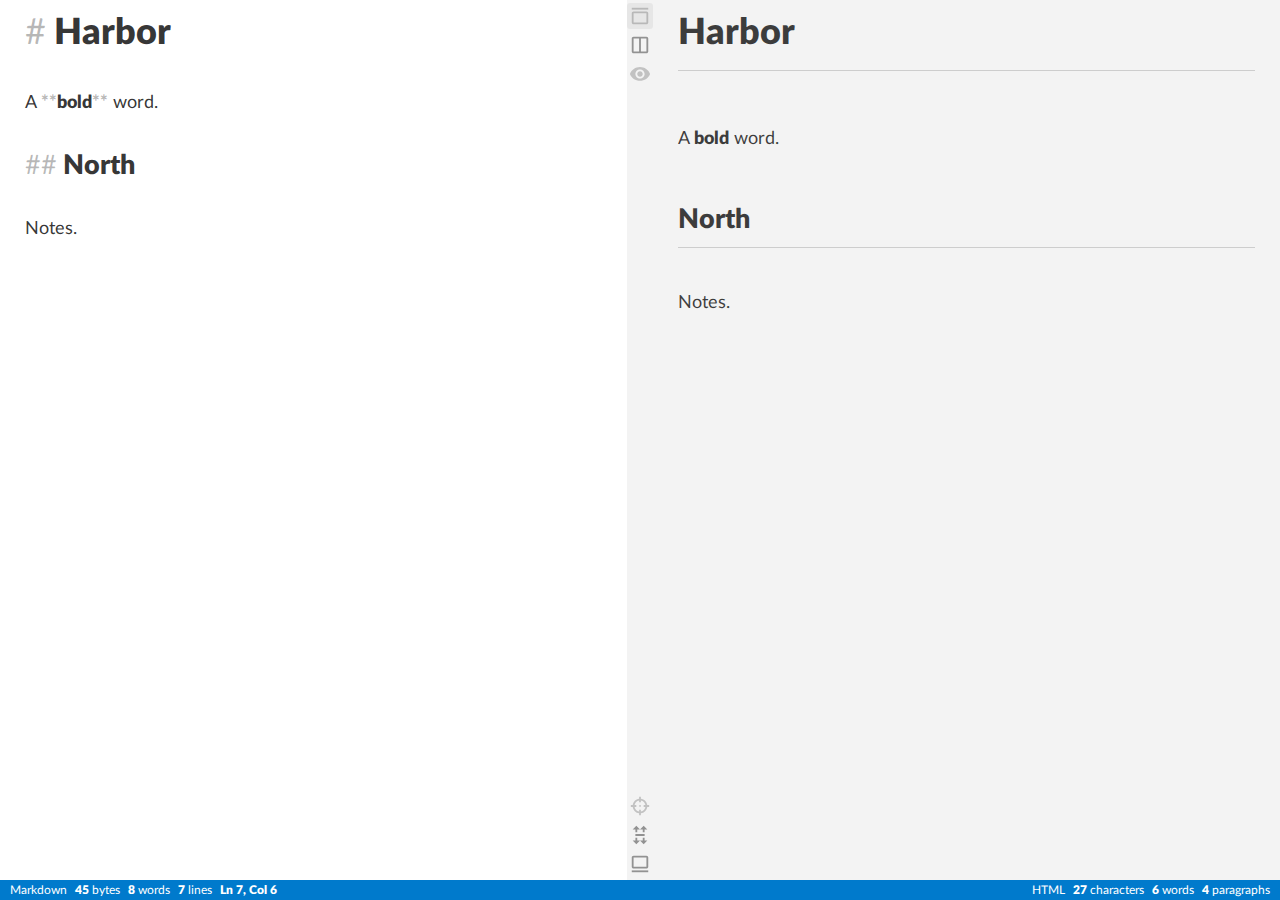 # Harbor
A **bold** word.
## North
Notes.
Harbor
A bold word.
North
Notes.
Markdown 45 bytes 8 words 7 lines Ln 7, Col 6
HTML 27 characters 6 words 4 paragraphs